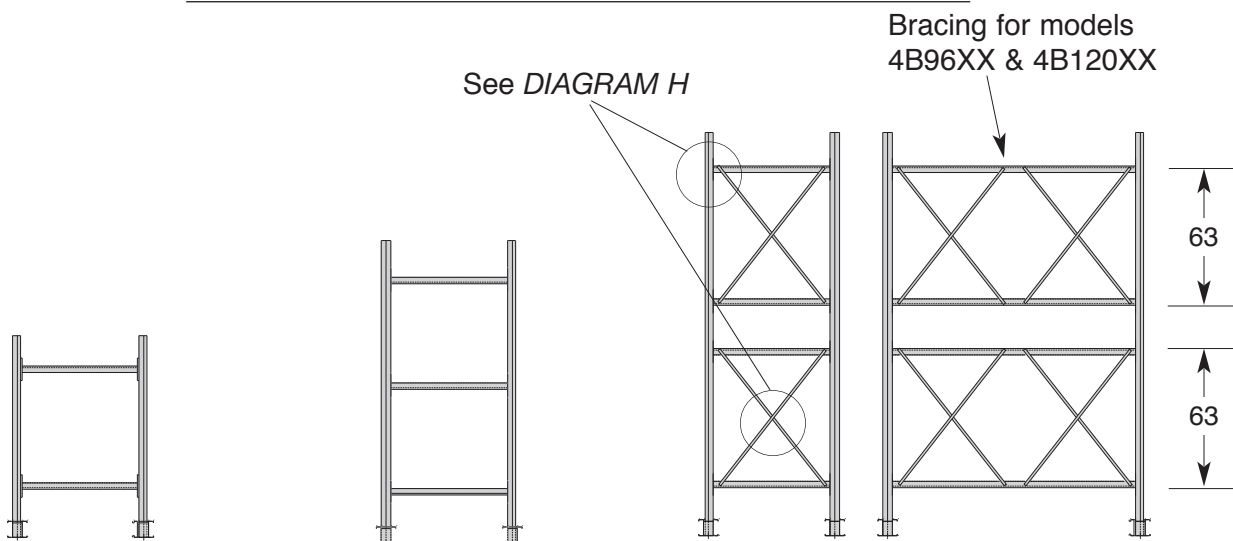 Bracing for models
4B96XX & 4B120XX
See DIAGRAM H
63
63